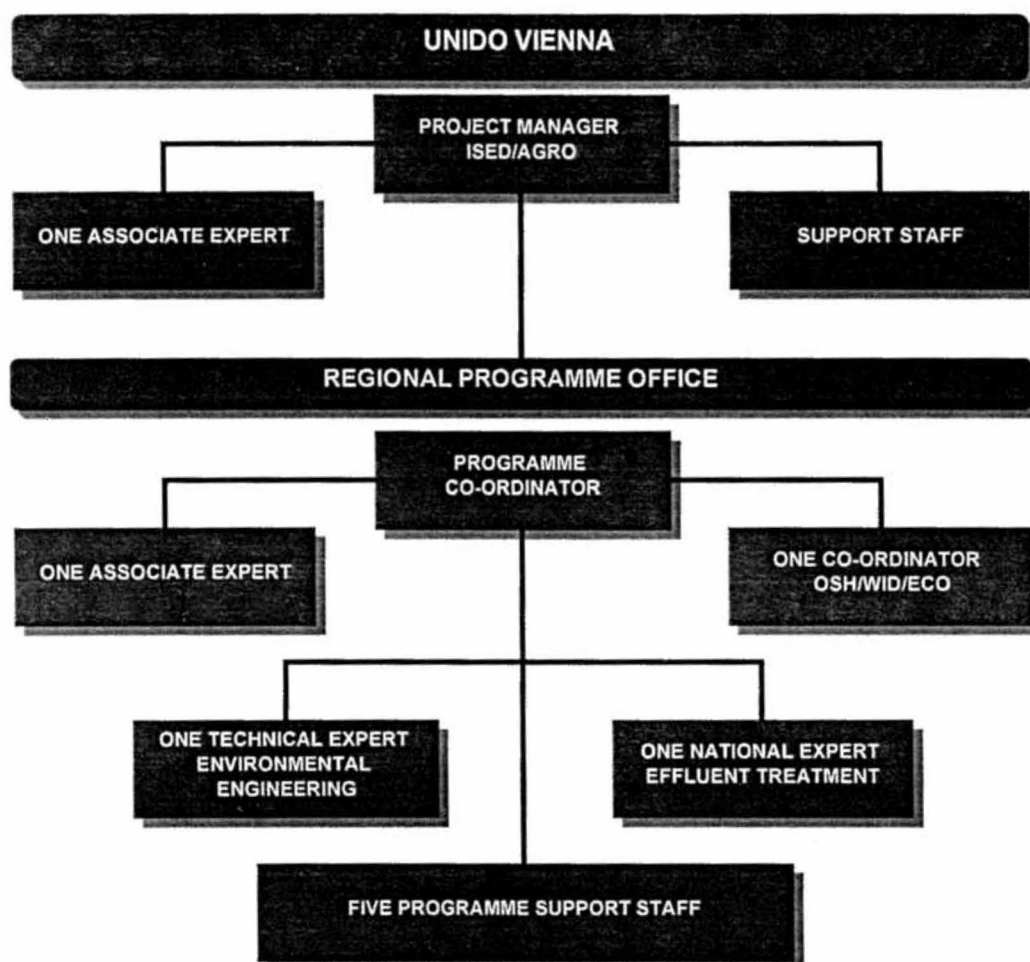 UNIDO VIENNA
PROJECT MANAGER
ISED/AGRO
ONE ASSOCIATE EXPERT
SUPPORT STAFF
REGIONAL PROGRAMME OFFICE
PROGRAMME
CO-ORDINATOR
ONE ASSOCIATE EXPERT
ONE CO-ORDINATOR
OSH/WID/ECO
ONE TECHNICAL EXPERT
ENVIRONMENTAL
ENGINEERING
ONE NATIONAL EXPERT
EFFLUENT TREATMENT
FIVE PROGRAMME SUPPORT STAFF